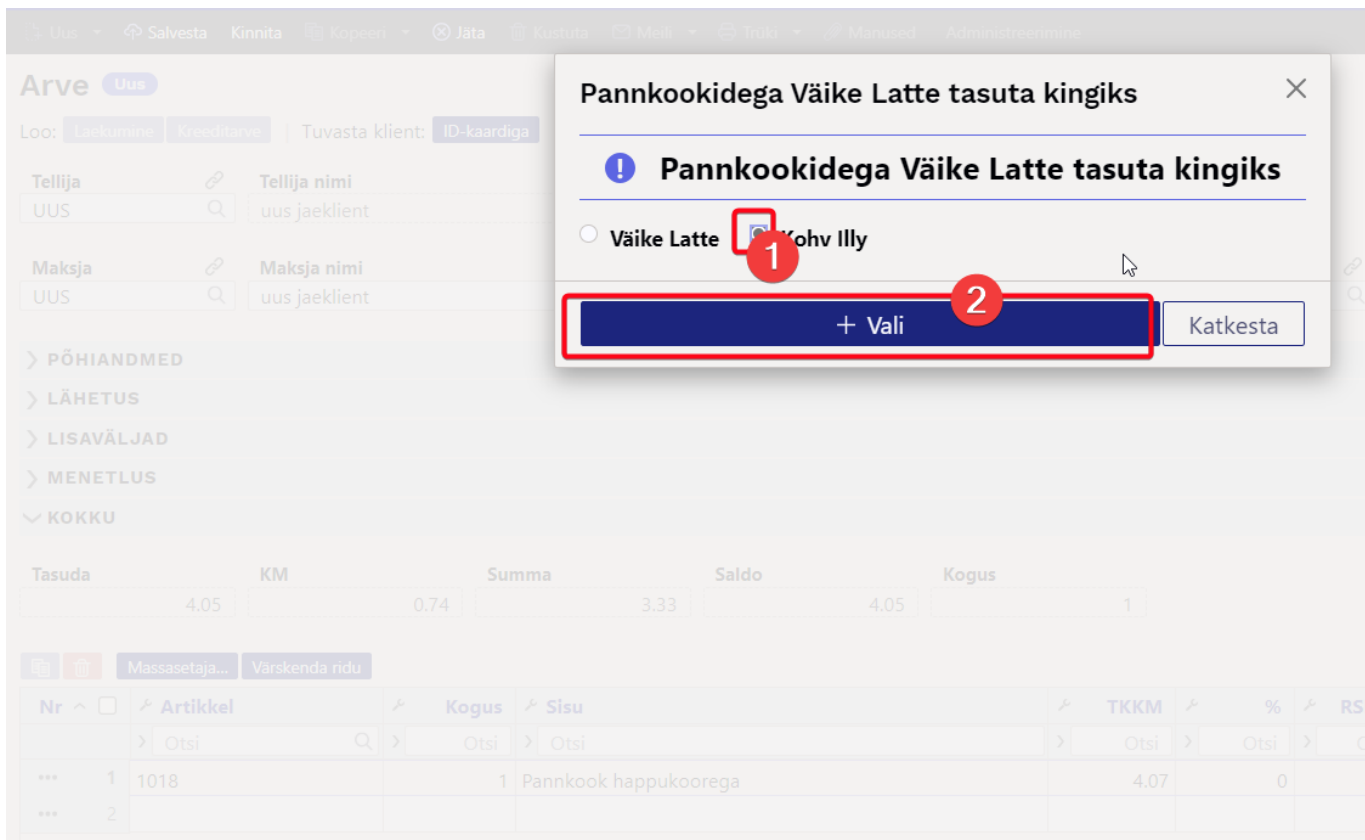 Uus Salvesta Kinnita Kopeeri Jäta Kustuta Meili Trüki Manused Administreenmine
Arve Uus
Loo: Laekumine Kreeditarve | Tuvasta klient: ID-kaardiga
Pannkookidega Väike Latte tasuta kingiks
Pannkookidega Väike Latte tasuta kingiks
Väike Latte Kohv Illy
1
2
+ Vali Katkesta
Tellija Tellija nimi
UUS uus jaeklient
Maksja Maksja nimi
UUS uus jaeklient
PÕHIANDMED
LÄHETUS
LISAVÄLJAD
MENETLUS
KOKKU
Tasuda KM Summa Saldo Kogus
4.05 0.74 3.33 4.05 1
Massasetaja... Värskenda ridu
Nr Artikkel Kogus Sisu TKKM % RS
Otsi Otsi Otsi Otsi Otsi
1 1018 1 Pannkook happukoorega 4.07 0
2